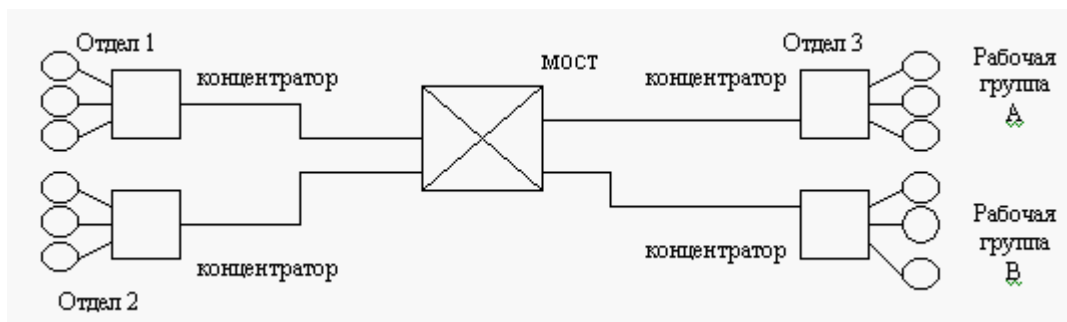 Отдел 1
концентратор
мост
концентратор
Отдел 3
Рабочая
группа
А
концентратор
Отдел 2
концентратор
Рабочая
группа
В